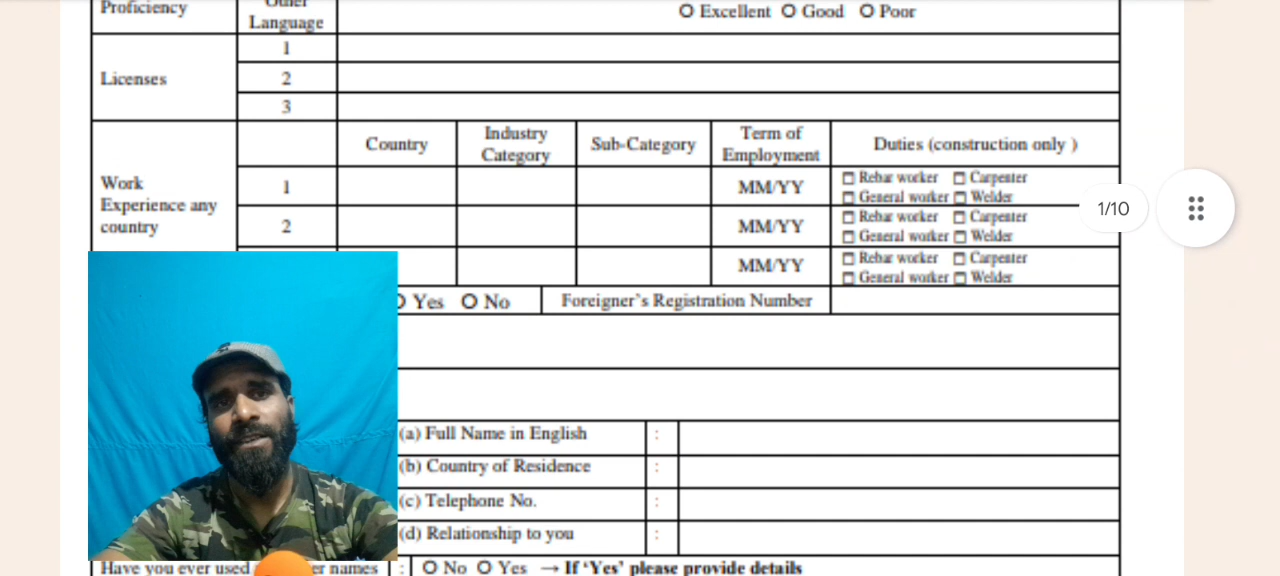 Proficiency
Other
Language
O Excellent O Good O Poor
Licenses
1
2
3
Work
Experience any
country
Country
Industry
Category
Sub-Category
Term of
Employment
Duties (construction only )
1
MM/YY
□ Rebar worker □ Carpenter
□ General worker □ Welder
2
MM/YY
□ Rebar worker □ Carpenter
□ General worker □ Welder
MM/YY
□ Rebar worker □ Carpenter
□ General worker □ Welder
1/10
O Yes O No
Foreigner's Registration Number
(a) Full Name in English :
(b) Country of Residence :
(c) Telephone No. :
(d) Relationship to you :
Have you ever used er names : O No O Yes → If 'Yes' please provide details